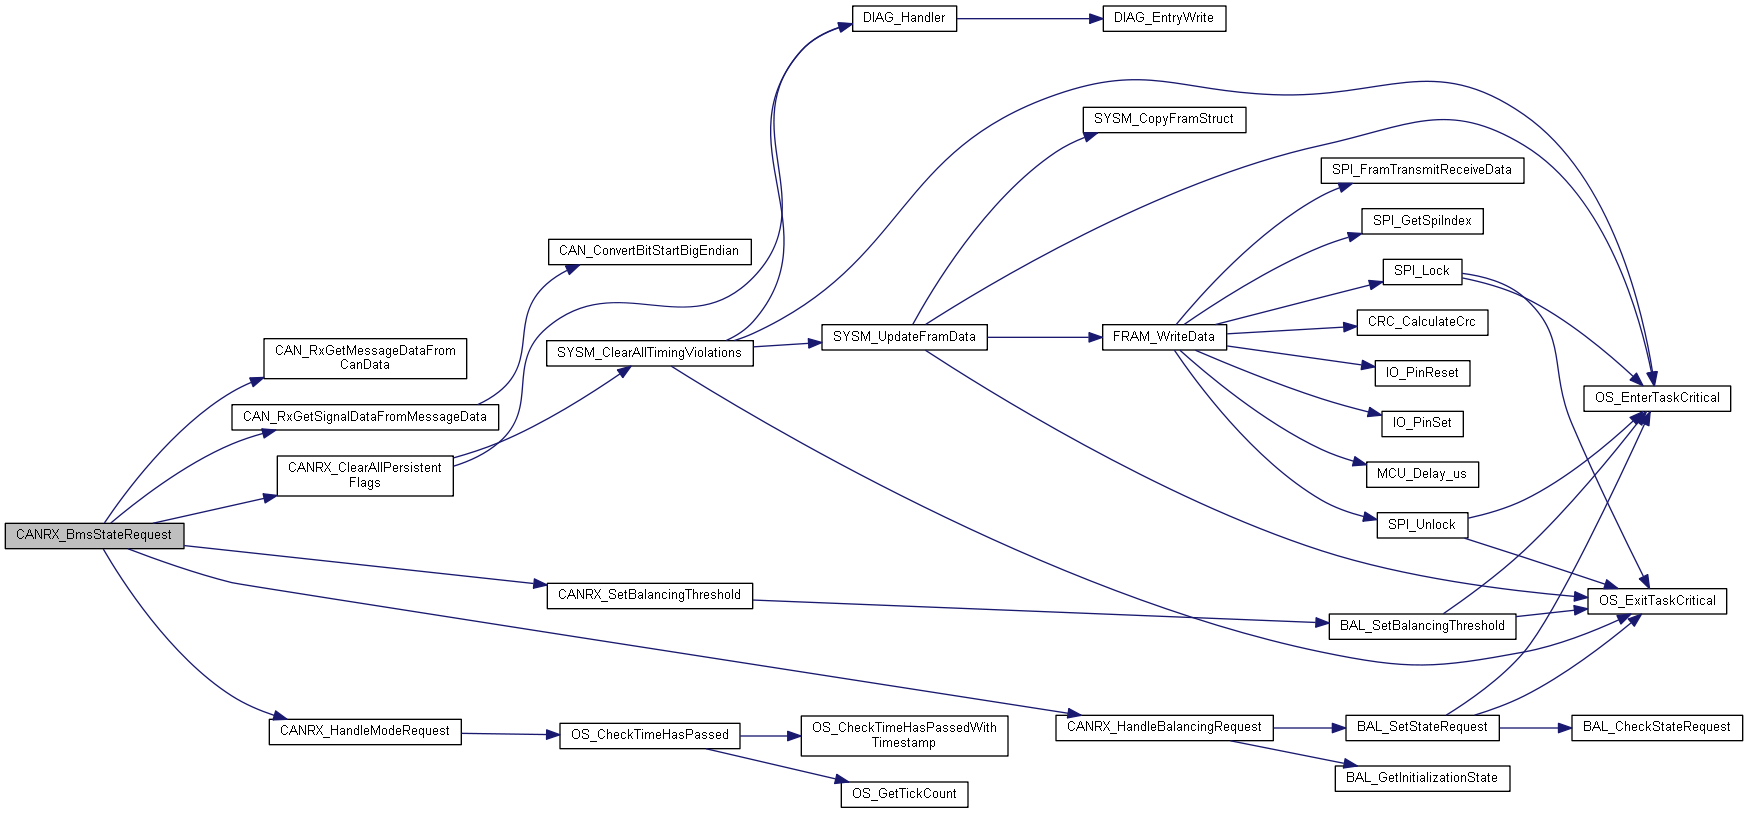 DIAG_Handler
DIAG_EntryWrite
SYSM_CopyFramStruct
SPI_FramTransmitReceiveData
SPI_GetSpiIndex
CAN_ConvertBitStartBigEndian
SPI_Lock
CRC_CalculateCrc
SYSM_UpdateFramData
FRAM_WriteData
CAN_RxGetMessageDataFrom
CanData
SYSM_ClearAllTimingViolations
IO_PinReset
OS_EnterTaskCritical
CAN_RxGetSignalDataFromMessageData
IO_PinSet
CANRX_ClearAllPersistent
Flags
MCU_Delay_us
SPI_Unlock
CANRX_BmsStateRequest
CANRX_SetBalancingThreshold
OS_ExitTaskCritical
BAL_SetBalancingThreshold
CANRX_HandleModeRequest
OS_CheckTimeHasPassed
OS_CheckTimeHasPassedWith
Timestamp
CANRX_HandleBalancingRequest
BAL_SetStateRequest
BAL_CheckStateRequest
BAL_GetInitializationState
OS_GetTickCount